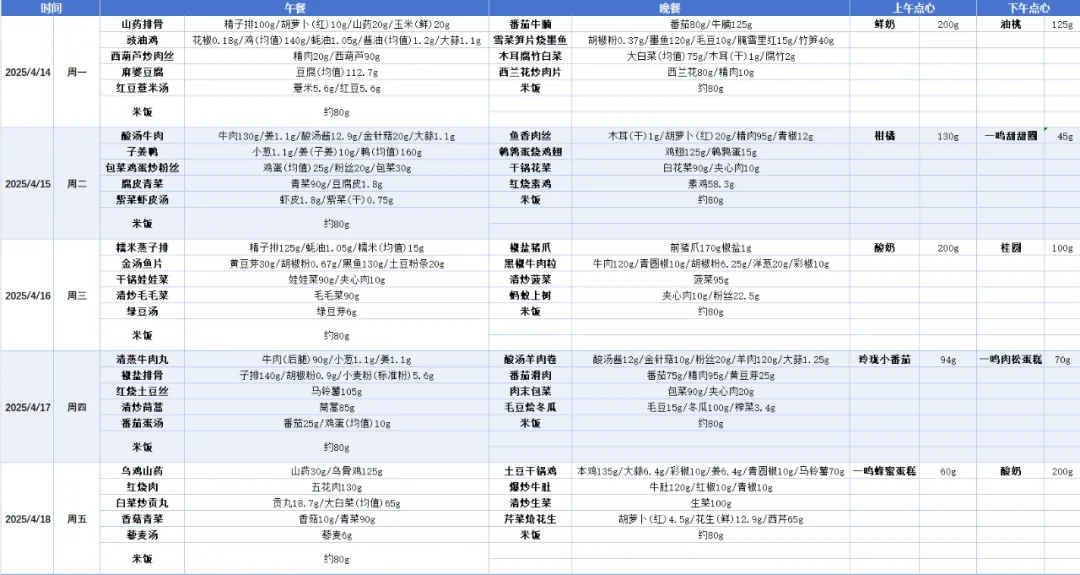 时间 午餐 晚餐 上午点心 下午点心
山药排骨 精子排100g/胡萝卜(红)10g/山药20g/玉米(鲜)20g 番茄牛腩 番茄80g/牛腩125g 鲜奶 200g 油桃 125g
豉油鸡 花椒0.18g/鸡(均值)140g/蚝油1.05g/酱油(均值)1.2g/大蒜1.1g 雪菜笋片烧墨鱼 胡椒粉0.37g/墨鱼120g/毛豆10g/腌雪里红15g/竹笋40g
西葫芦炒肉丝 精肉20g/西葫芦90g 木耳腐竹白菜 大白菜(均值)75g/木耳(干)1g/腐竹2g
2025/4/14 周一 麻婆豆腐 豆腐(均值)112.7g 西兰花炒肉片 西兰花80g/精肉10g
红豆薏米汤 薏米5.6g/红豆5.6g 米饭 约80g
米饭 约80g
酸汤牛肉 牛肉130g/姜1.1g/酸汤酱12.9g/金针菇20g/大蒜1.1g 鱼香肉丝 木耳(干)1g/胡萝卜(红)20g/精肉95g/青椒12g 柑橘 130g 一鸣甜甜圈 45g
子姜鸭 小葱1.1g/姜(子姜)10g/鸭(均值)160g 鹌鹑蛋烧鸡翅 鸡翅125g/鹌鹑蛋15g
包菜鸡蛋炒粉丝 鸡蛋(均值)25g/粉丝20g/包菜30g 干锅花菜 白花菜90g/夹心肉10g
2025/4/15 周二 腐皮青菜 青菜90g/豆腐皮1.8g 红烧素鸡 素鸡58.3g
紫菜虾皮汤 虾皮1.8g/紫菜(干)0.75g 米饭 约80g
米饭 约80g
糯米蒸子排 精子排125g/蚝油1.05g/糯米(均值)15g 椒盐猪爪 前猪爪170g椒盐1g 酸奶 200g 桂圆 100g
金汤鱼片 黄豆芽30g/胡椒粉0.67g/黑鱼130g/土豆粉条20g 黑椒牛肉粒 牛肉120g/青圆椒10g/胡椒粉6.25g/洋葱20g/彩椒10g
干锅娃娃菜 娃娃菜90g/夹心肉10g 清炒菠菜 菠菜95g
2025/4/16 周三 清炒毛毛菜 毛毛菜90g 蚂蚁上树 夹心肉10g/粉丝22.5g
绿豆汤 绿豆芽6g 米饭 约80g
米饭 约80g
清蒸牛肉丸 牛肉(后腿)90g/小葱1.1g/姜1.1g 酸汤羊肉卷 酸汤酱12g/金针菇10g/粉丝20g/羊肉120g/大蒜1.25g 玲珑小番茄 94g 一鸣肉松蛋糕 70g
椒盐排骨 子排140g/胡椒粉0.9g/小麦粉(标准粉)5.6g 番茄滑肉 番茄75g/精肉95g/黄豆芽25g
红烧土豆丝 马铃薯105g 肉末包菜 包菜90g/夹心肉20g
2025/4/17 周四 清炒茼蒿 茼蒿85g 毛豆烩冬瓜 毛豆15g/冬瓜100g/榨菜3.4g
番茄蛋汤 番茄25g/鸡蛋(均值)10g 米饭 约80g
米饭 约80g
乌鸡山药 山药30g/乌骨鸡125g 土豆干锅鸡 本鸡135g/大蒜6.4g/彩椒10g/姜6.4g/青圆椒10g/马铃薯70g 一鸣蜂蜜蛋糕 60g 酸奶 200g
红烧肉 五花肉130g 爆炒牛肚 牛肚120g/红椒10g/青椒10g
白菜炒贡丸 贡丸18.7g/大白菜(均值)65g 清炒生菜 生菜100g
2025/4/18 周五 香菇青菜 香菇10g/青菜90g 芹菜炝花生 胡萝卜(红)4.5g/花生(鲜)12.9g/西芹65g
藜麦汤 藜麦6g 米饭 约80g
米饭 约80g